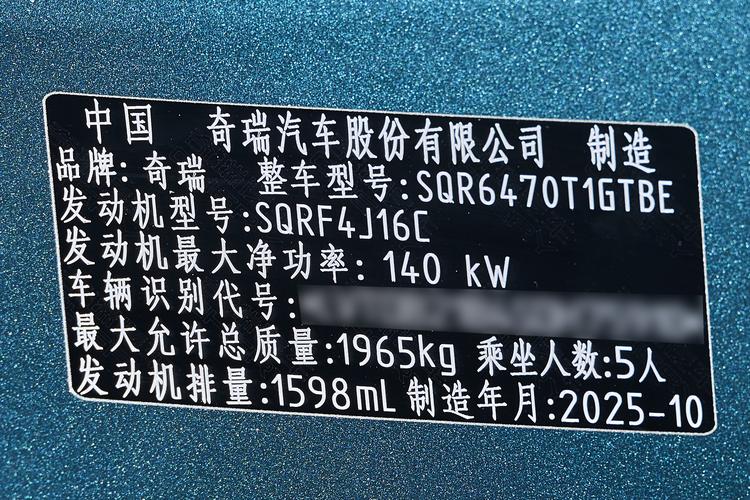 中国 奇瑞汽车股份有限公司 制造
品牌: 奇瑞 整车型号:SQR6470T1GTBE
发动机型号:SQRF4J16C
发动机最大净功率: 140 kW
车辆识别代号:
最大允许总质量:1965kg 乘坐人数:5人
发动机排量:1598mL 制造年月:2025-10